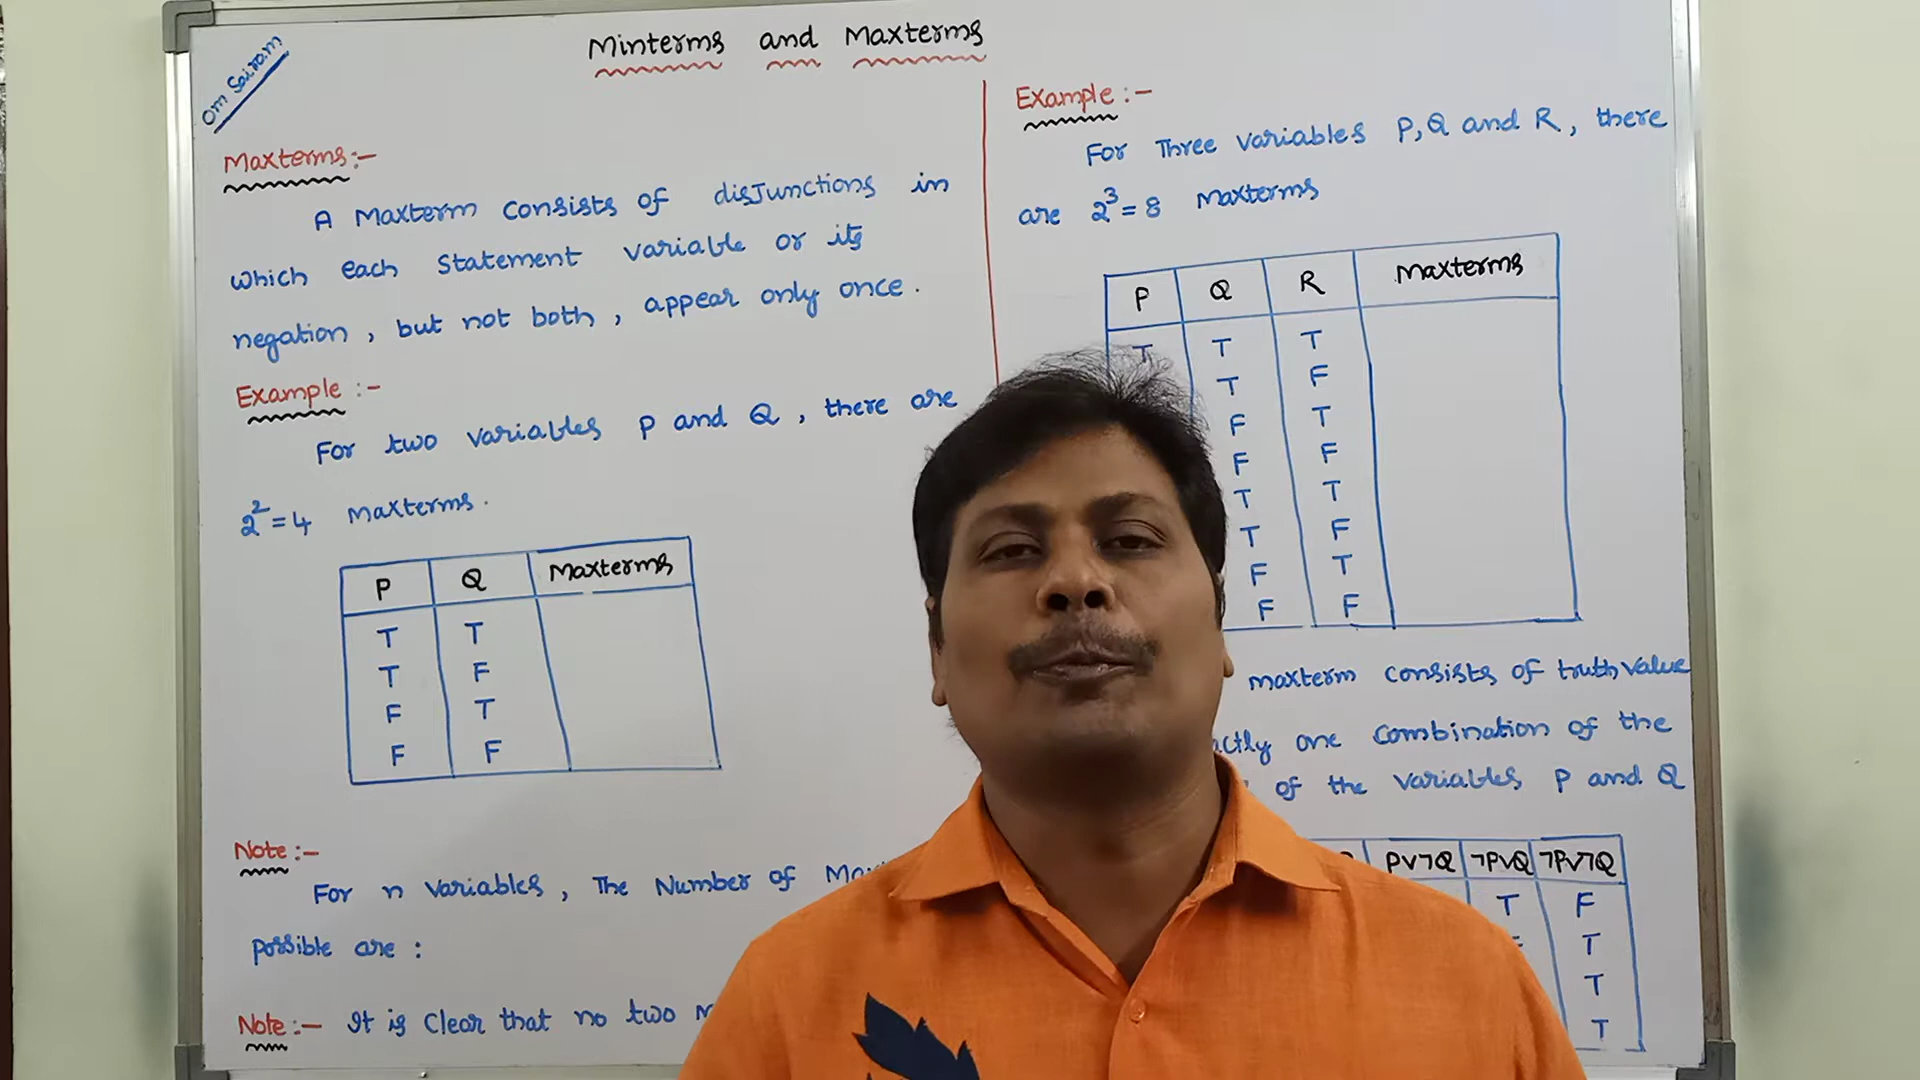 Minterms and Maxterms
Om Sairam
Maxterms:-
A Maxterm consists of disJunctions in
which each statement variable or its
negation, but not both, appear only once.
Example :-
For two variables P and Q, there are
2²=4 Maxterms.
P Q Maxterms
T T
T F
F T
F F
Note :-
For n variables, The Number of
possible are :
Note :- It is clear that no two
Example :-
For Three variables P, Q and R, there
are 2³=8 Maxterms
P Q R Maxterms
T T T
T F
F T
F F
T T
T F
F T
F F
maxterm consists of truth value
one combination of the
of the variables P and Q
P∨¬Q ¬P∨Q ¬P∨¬Q
T F
T
T
T